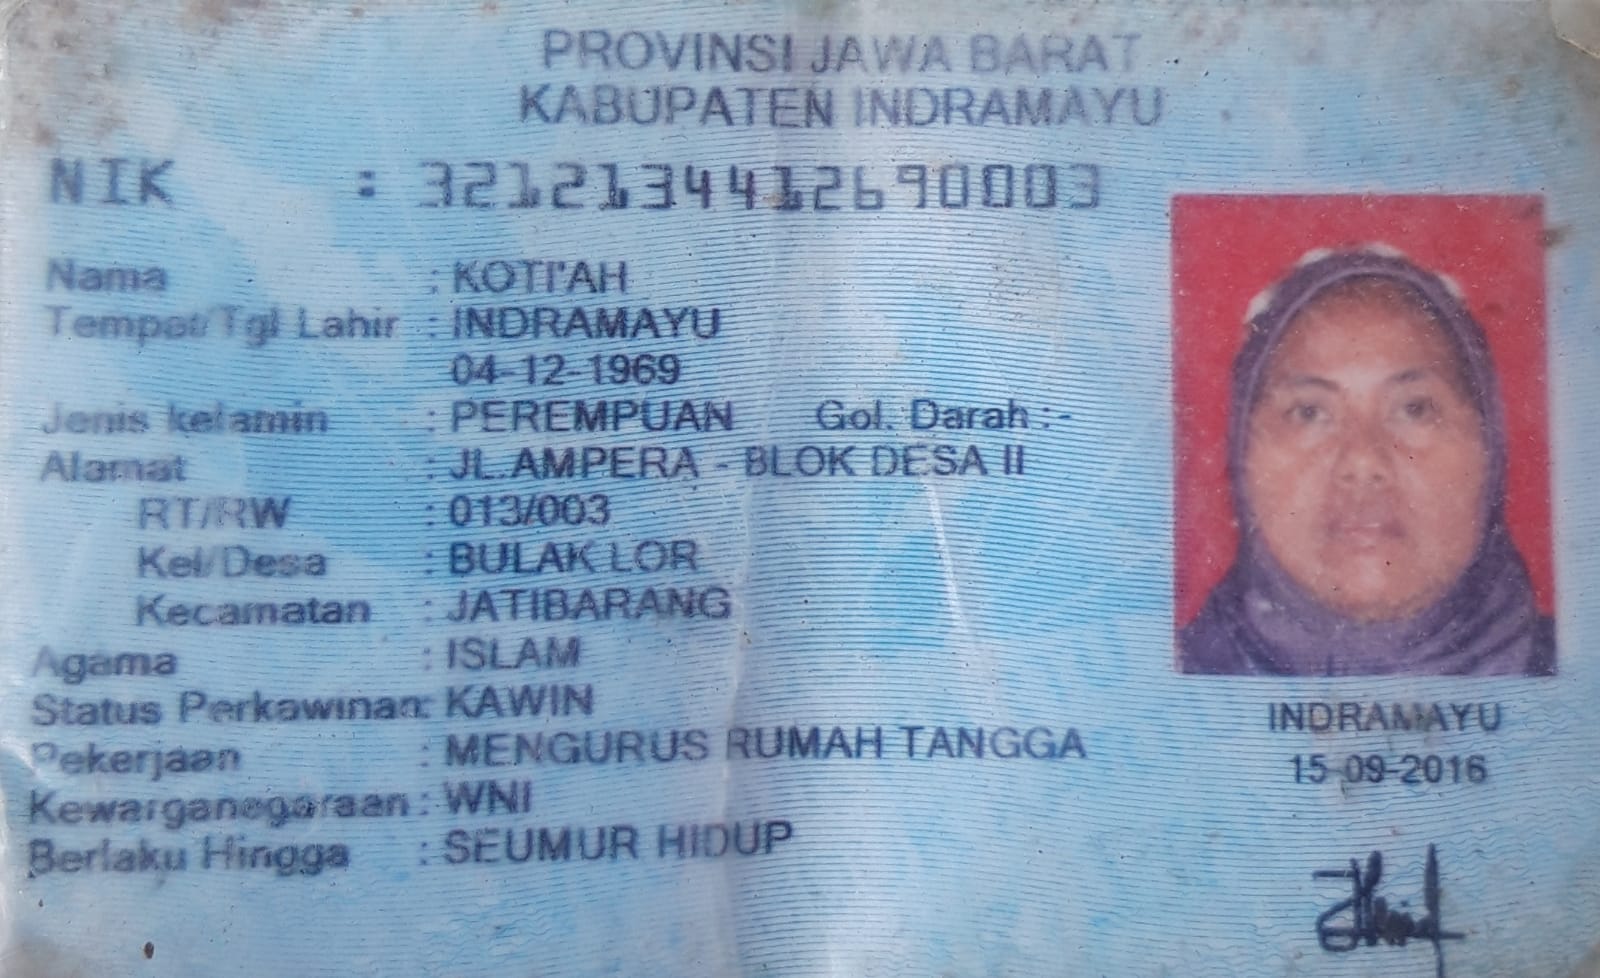 PROVINSI JAWA BARAT
KABUPATEN INDRAMAYU
NIK : 3212134412690003
Nama : KOTI'AH
Tempat/Tgl Lahir : INDRAMAYU
04-12-1969
Jenis kelamin : PEREMPUAN Gol. Darah :-
Alamat : JL.AMPERA - BLOK DESA II
RT/RW : 013/003
Kel/Desa : BULAK LOR
Kecamatan : JATIBARANG
Agama : ISLAM
Status Perkawinan: KAWIN
Pekerjaan : MENGURUS RUMAH TANGGA
Kewarganegaraan : WNI
Berlaku Hingga : SEUMUR HIDUP
INDRAMAYU
15-09-2016